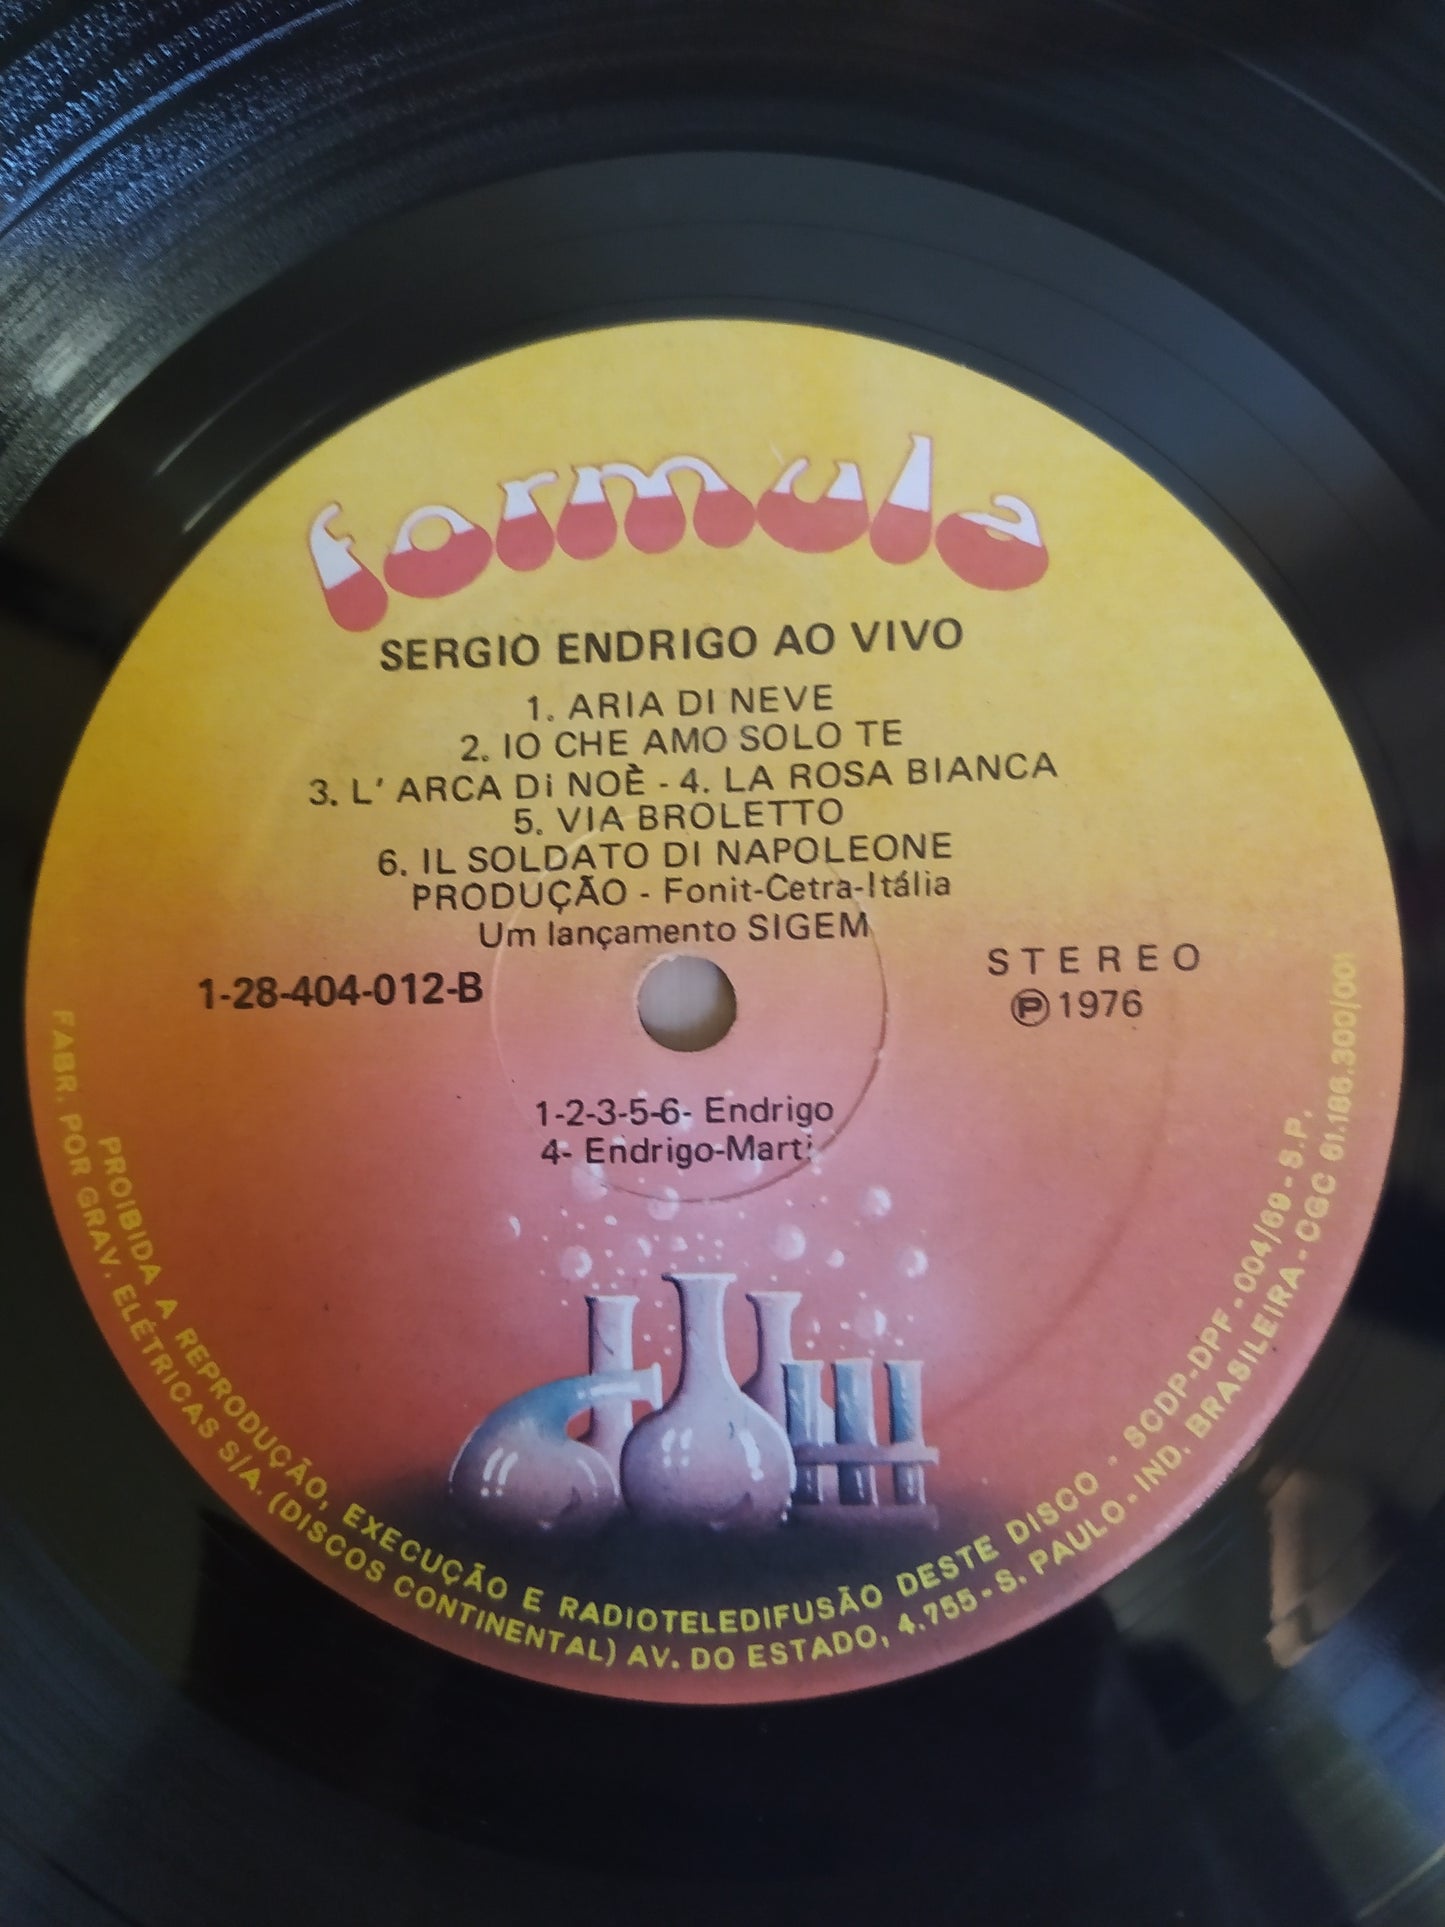 formula
SERGIO ENDRIGO AO VIVO
1. ARIA DI NEVE
2. IO CHE AMO SOLO TE
3. L' ARCA Di NOÈ - 4. LA ROSA BIANCA
5. VIA BROLETTO
6. IL SOLDATO DI NAPOLEONE
PRODUÇÃO - Fonit-Cetra-Itália
Um lançamento SIGEM
1-28-404-012-B
STEREO
Ⓟ 1976
1-2-3-5-6- Endrigo
4- Endrigo-Marti
PROIBIDA A REPRODUÇÃO, EXECUÇÃO E RADIOTELEDIFUSÃO DESTE DISCO - SCDP-DPF-004/69 - S.P.
FABR. POR GRAV. ELÉTRICAS S/A. (DISCOS CONTINENTAL) AV. DO ESTADO, 4.755 - S. PAULO - IND. BRASILEIRA - CGC 61.186.300/001